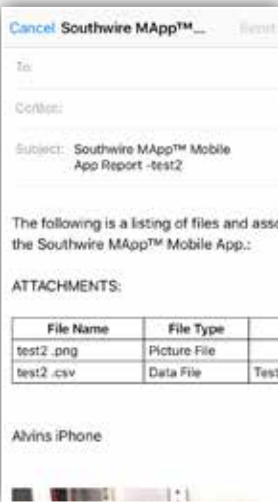 Cancel Southwire MApp™... Send
To:
Cc/Bcc:
Subject: Southwire MApp™ Mobile
App Report -test2
The following is a listing of files and asso
the Southwire MApp™ Mobile App.:
ATTACHMENTS:
File Name File Type
test2 .png Picture File
test2 .csv Data File Test
Alvins iPhone